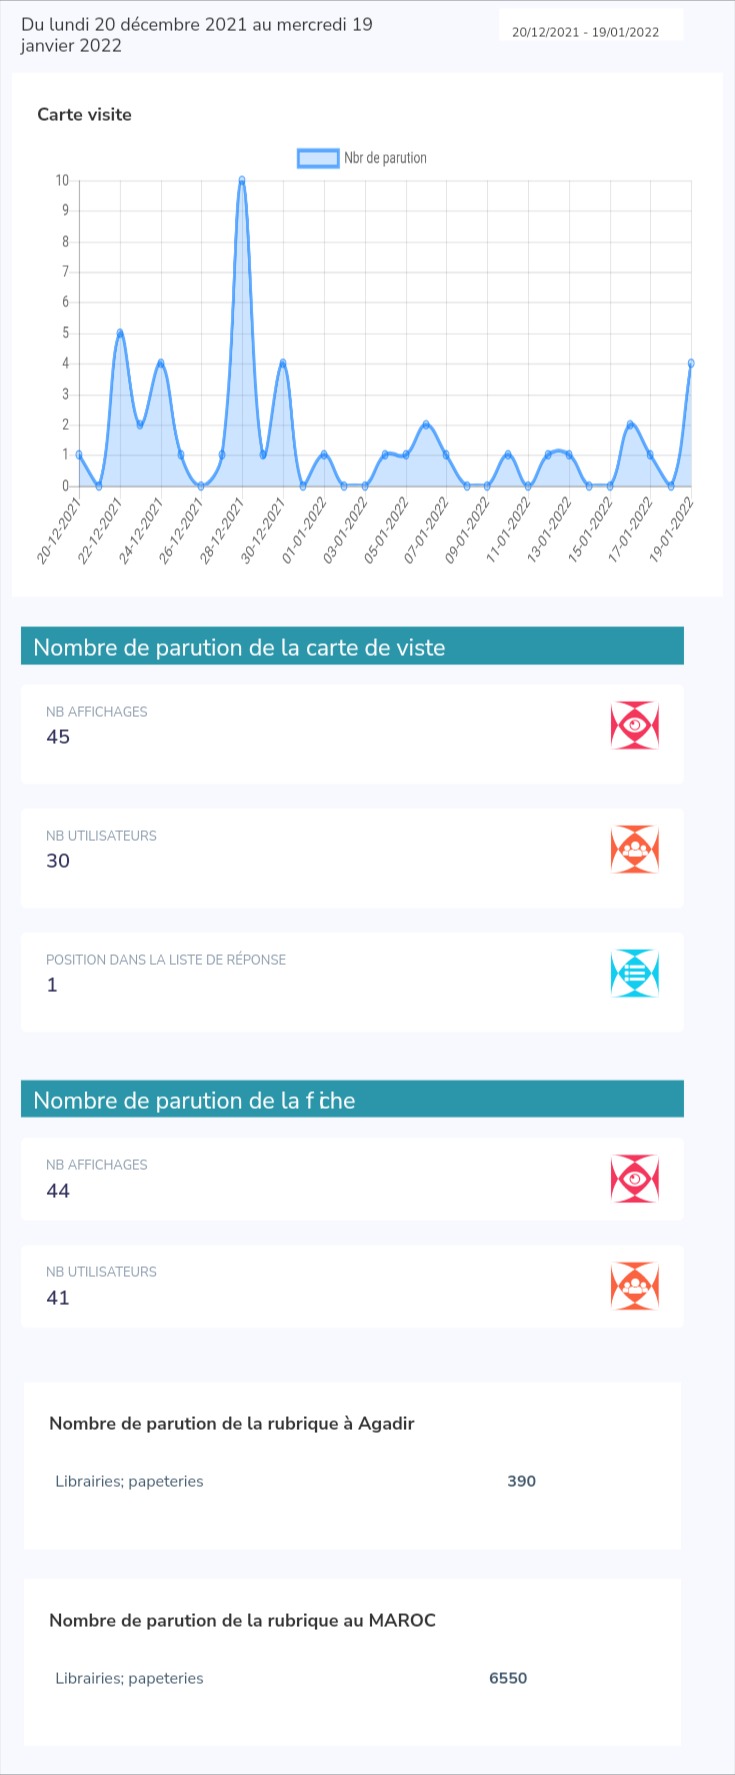 Du lundi 20 décembre 2021 au mercredi 19
janvier 2022
20/12/2021 - 19/01/2022
Carte visite
Nbr de parution
10
9
8
7
6
5
4
3
2
1
0
20-12-2021
22-12-2021
24-12-2021
26-12-2021
28-12-2021
30-12-2021
01-01-2022
03-01-2022
05-01-2022
07-01-2022
09-01-2022
11-01-2022
13-01-2022
15-01-2022
17-01-2022
19-01-2022
Nombre de parution de la carte de viste
NB AFFICHAGES
45
NB UTILISATEURS
30
POSITION DANS LA LISTE DE RÉPONSE
1
Nombre de parution de la fiche
NB AFFICHAGES
44
NB UTILISATEURS
41
Nombre de parution de la rubrique à Agadir
Librairies; papeteries 390
Nombre de parution de la rubrique au MAROC
Librairies; papeteries 6550